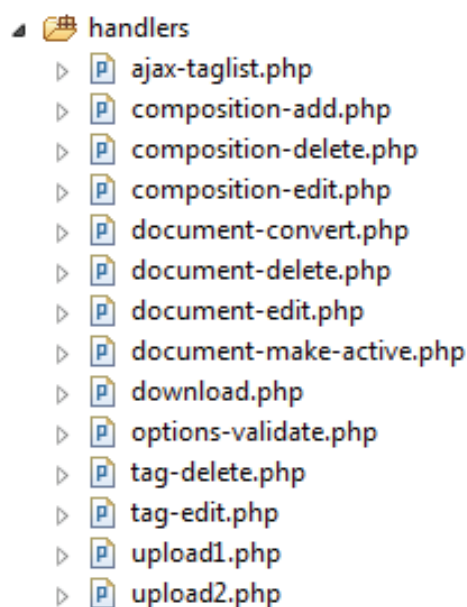 handlers
ajax-taglist.php
composition-add.php
composition-delete.php
composition-edit.php
document-convert.php
document-delete.php
document-edit.php
document-make-active.php
download.php
options-validate.php
tag-delete.php
tag-edit.php
upload1.php
upload2.php